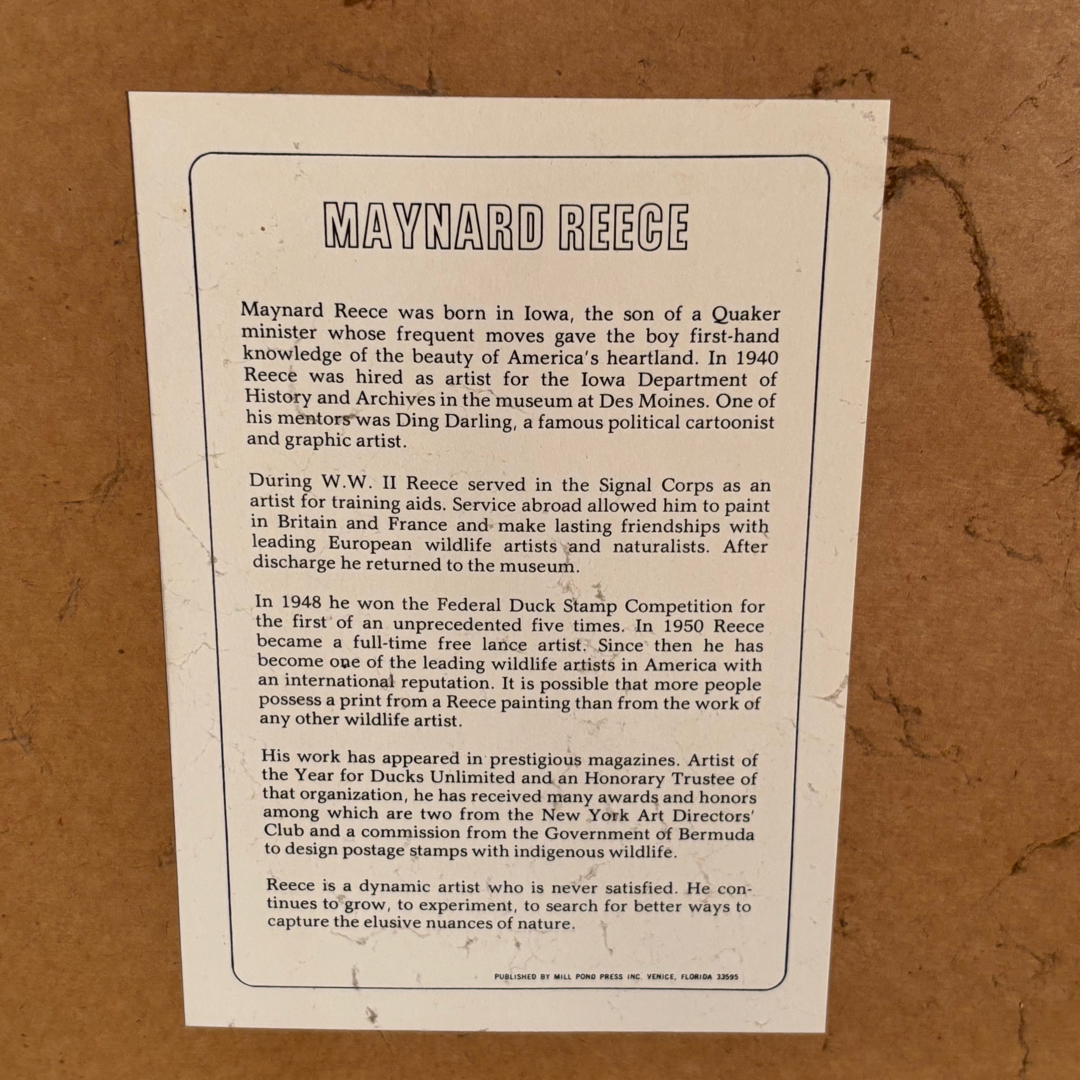 MAYNARD REECE
Maynard Reece was born in Iowa, the son of a Quaker
minister whose frequent moves gave the boy first-hand
knowledge of the beauty of America's heartland. In 1940
Reece was hired as artist for the Iowa Department of
History and Archives in the museum at Des Moines. One of
his mentors was Ding Darling, a famous political cartoonist
and graphic artist.
During W.W. II Reece served in the Signal Corps as an
artist for training aids. Service abroad allowed him to paint
in Britain and France and make lasting friendships with
leading European wildlife artists and naturalists. After
discharge he returned to the museum.
In 1948 he won the Federal Duck Stamp Competition for
the first of an unprecedented five times. In 1950 Reece
became a full-time free lance artist. Since then he has
become one of the leading wildlife artists in America with
an international reputation. It is possible that more people
possess a print from a Reece painting than from the work of
any other wildlife artist.
His work has appeared in prestigious magazines. Artist of
the Year for Ducks Unlimited and an Honorary Trustee of
that organization, he has received many awards and honors
among which are two from the New York Art Directors'
Club and a commission from the Government of Bermuda
to design postage stamps with indigenous wildlife.
Reece is a dynamic artist who is never satisfied. He con-
tinues to grow, to experiment, to search for better ways to
capture the elusive nuances of nature.
PUBLISHED BY MILL POND PRESS INC. VENICE, FLORIDA 33595